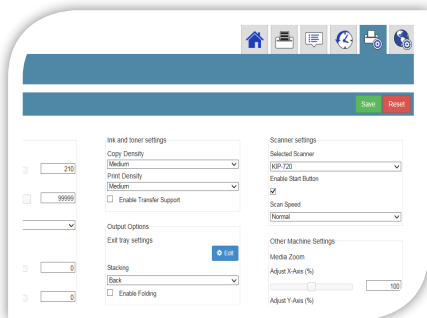 Save Reset
210
99999
0
0
Ink and toner settings
Copy Density
Medium
Print Density
Medium
Enable Transfer Support
Output Options
Exit tray settings
Edit
Stacking
Back
Enable Folding
Scanner settings
Selected Scanner
KIP-720
Enable Start Button
Scan Speed
Normal
Other Machine Settings
Media Zoom
Adjust X-Axis (%)
100
Adjust Y-Axis (%)